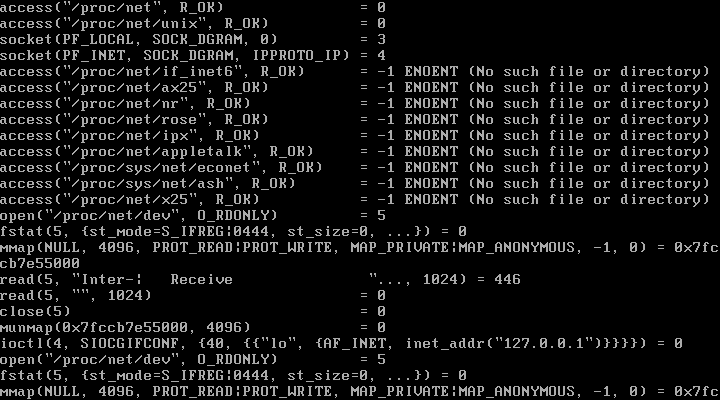 access("/proc/net", R_OK)               = 0
access("/proc/net/unix", R_OK)          = 0
socket(PF_LOCAL, SOCK_DGRAM, 0)         = 3
socket(PF_INET, SOCK_DGRAM, IPPROTO_IP) = 4
access("/proc/net/if_inet6", R_OK)      = -1 ENOENT (No such file or directory)
access("/proc/net/ax25", R_OK)          = -1 ENOENT (No such file or directory)
access("/proc/net/nr", R_OK)            = -1 ENOENT (No such file or directory)
access("/proc/net/rose", R_OK)          = -1 ENOENT (No such file or directory)
access("/proc/net/ipx", R_OK)           = -1 ENOENT (No such file or directory)
access("/proc/net/appletalk", R_OK)     = -1 ENOENT (No such file or directory)
access("/proc/sys/net/econet", R_OK)    = -1 ENOENT (No such file or directory)
access("/proc/sys/net/ash", R_OK)       = -1 ENOENT (No such file or directory)
access("/proc/net/x25", R_OK)           = -1 ENOENT (No such file or directory)
open("/proc/net/dev", O_RDONLY)         = 5
fstat(5, {st_mode=S_IFREG|0444, st_size=0, ...}) = 0
mmap(NULL, 4096, PROT_READ|PROT_WRITE, MAP_PRIVATE|MAP_ANONYMOUS, -1, 0) = 0x7fc
cb7e55000
read(5, "Inter-|   Receive               "..., 1024) = 446
read(5, "", 1024)                       = 0
close(5)                                = 0
munmap(0x7fccb7e55000, 4096)            = 0
ioctl(4, SIOCGIFCONF, {40, {{"lo", {AF_INET, inet_addr("127.0.0.1")}}}}) = 0
open("/proc/net/dev", O_RDONLY)         = 5
fstat(5, {st_mode=S_IFREG|0444, st_size=0, ...}) = 0
mmap(NULL, 4096, PROT_READ|PROT_WRITE, MAP_PRIVATE|MAP_ANONYMOUS, -1, 0) = 0x7fc